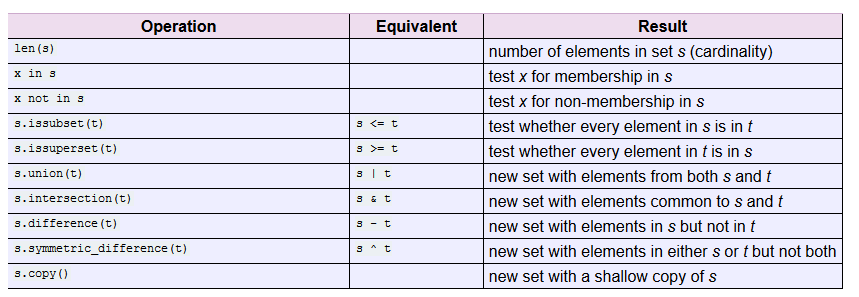 Operation Equivalent Result
len(s) number of elements in set s (cardinality)
x in s test x for membership in s
x not in s test x for non-membership in s
s.issubset(t) s <= t test whether every element in s is in t
s.issuperset(t) s >= t test whether every element in t is in s
s.union(t) s | t new set with elements from both s and t
s.intersection(t) s & t new set with elements common to s and t
s.difference(t) s - t new set with elements in s but not in t
s.symmetric_difference(t) s ^ t new set with elements in either s or t but not both
s.copy() new set with a shallow copy of s